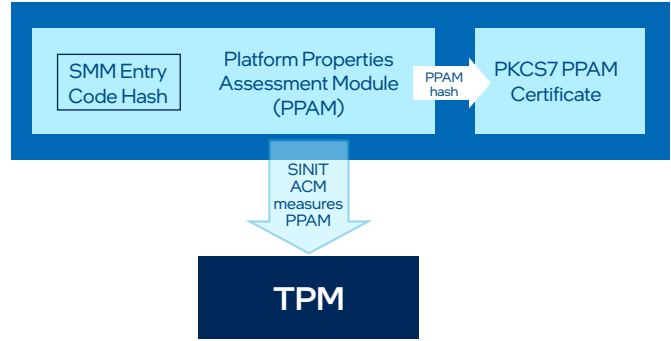 SMM Entry
Code Hash
Platform Properties
Assessment Module
(PPAM)
PPAM
hash
PKCS7 PPAM
Certificate
SINIT
ACM
measures
PPAM
TPM